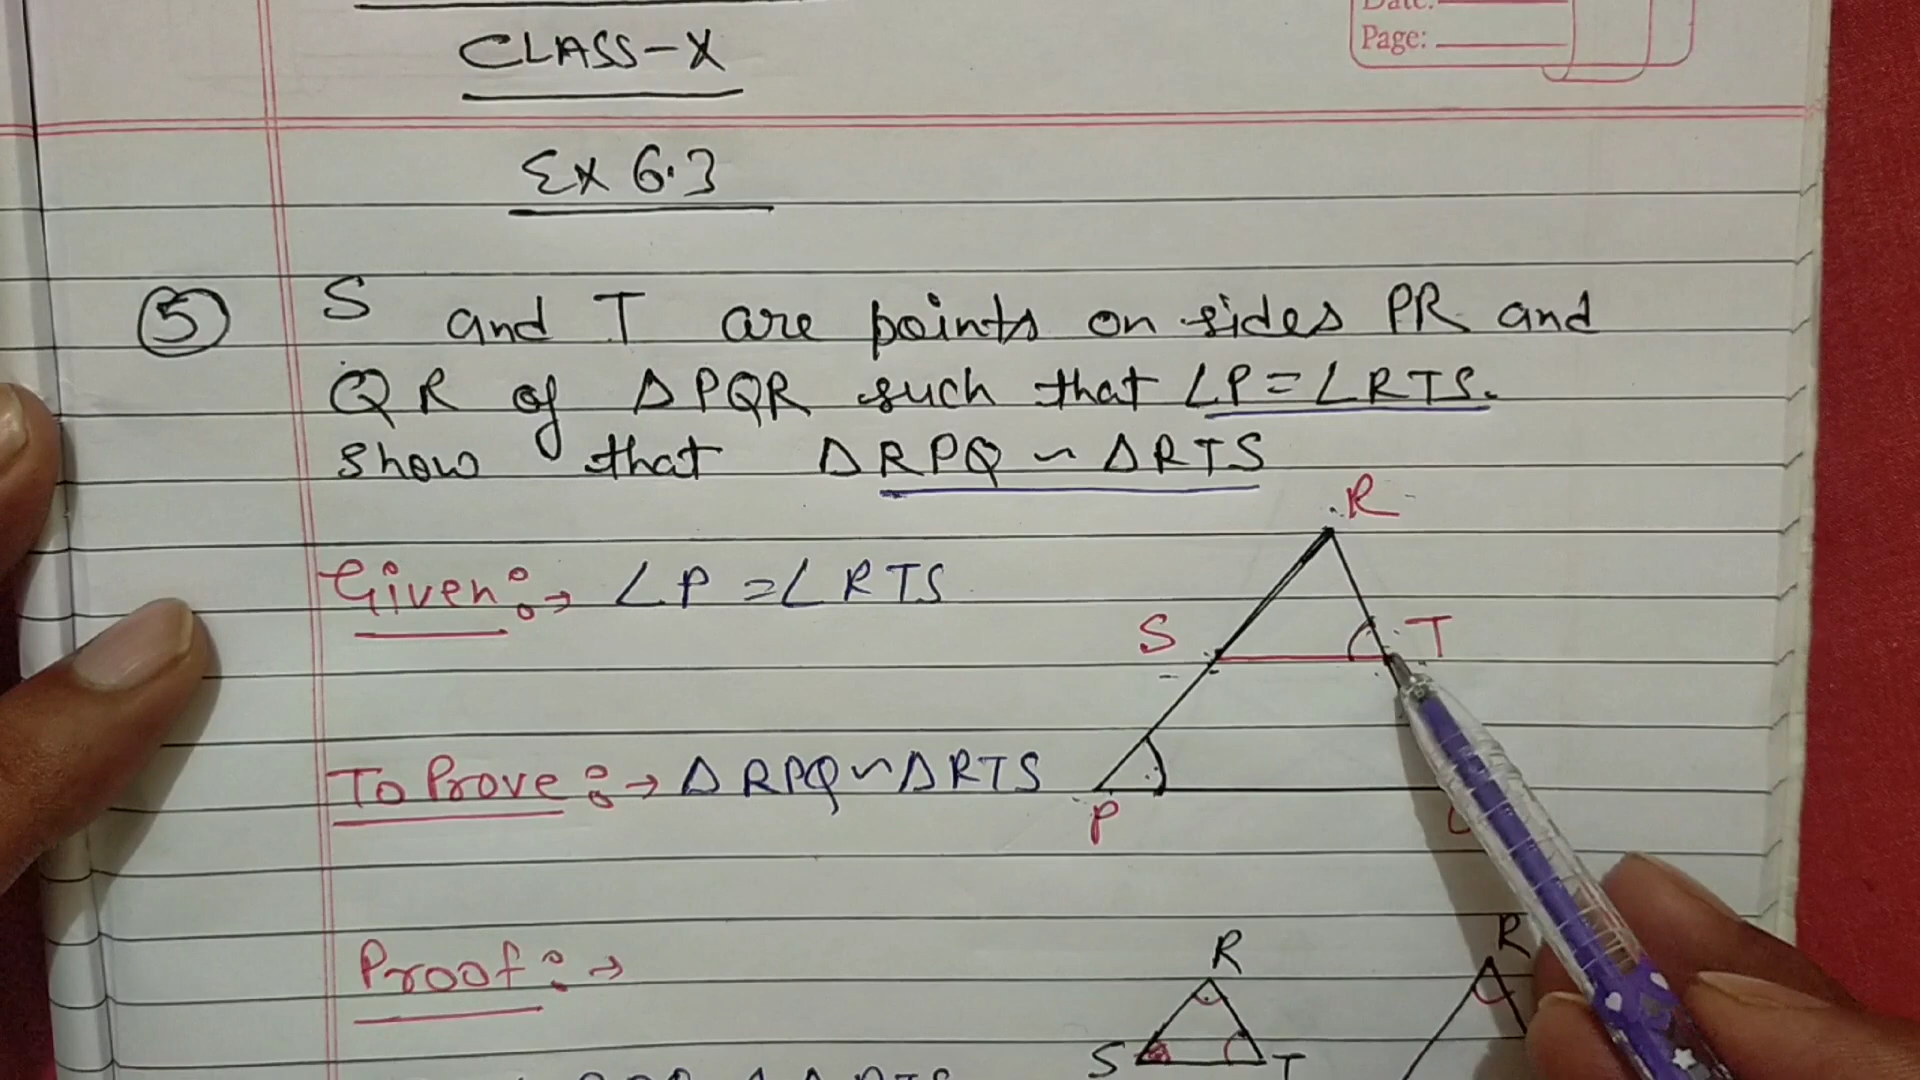 Date:
Page:
CLASS-X
Ex 6.3
5 S and T are points on sides PR and
QR of ΔPQR such that ∠P=∠RTS.
Show that ΔRPQ ~ ΔRTS
R
Given:→ ∠P = ∠RTS
S T
To Prove:→ ΔRPQ ~ ΔRTS
P
Proof:→
R R
S T